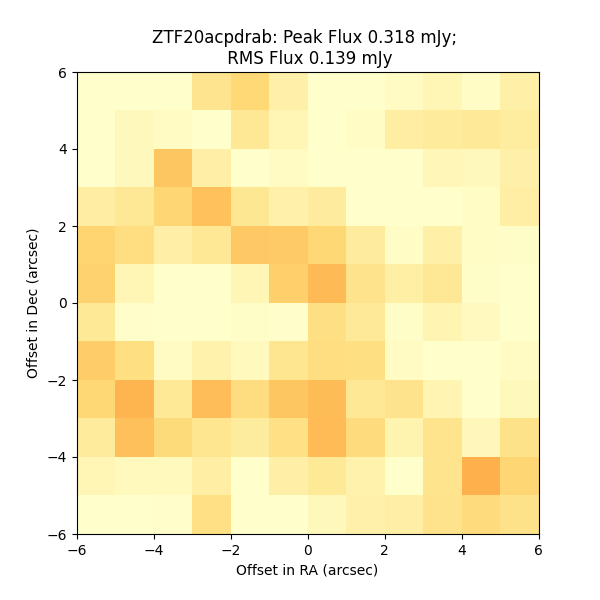 ZTF20acpdrab: Peak Flux 0.318 mJy;
RMS Flux 0.139 mJy
6
4
2
0
−2
−4
−6
Offset in Dec (arcsec)
−6 −4 −2 0 2 4 6
Offset in RA (arcsec)